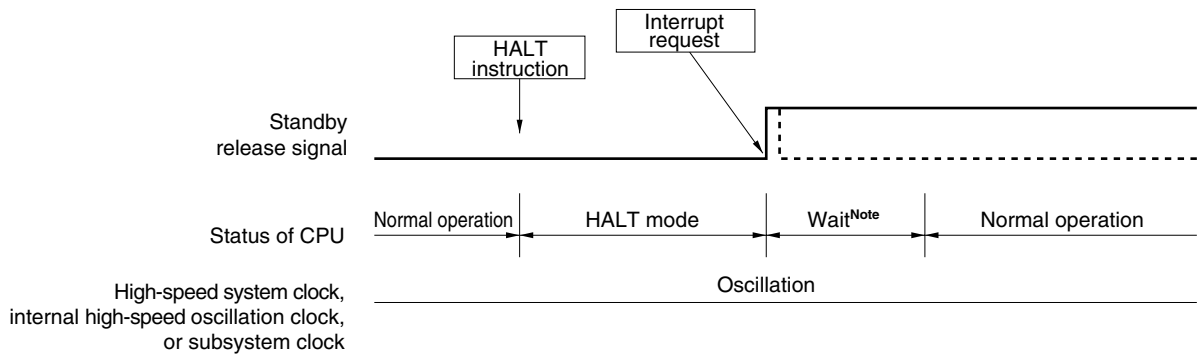 Interrupt
request
HALT
instruction
Standby
release signal
Status of CPU
Normal operation
HALT mode
WaitNote
Normal operation
High-speed system clock,
internal high-speed oscillation clock,
or subsystem clock
Oscillation